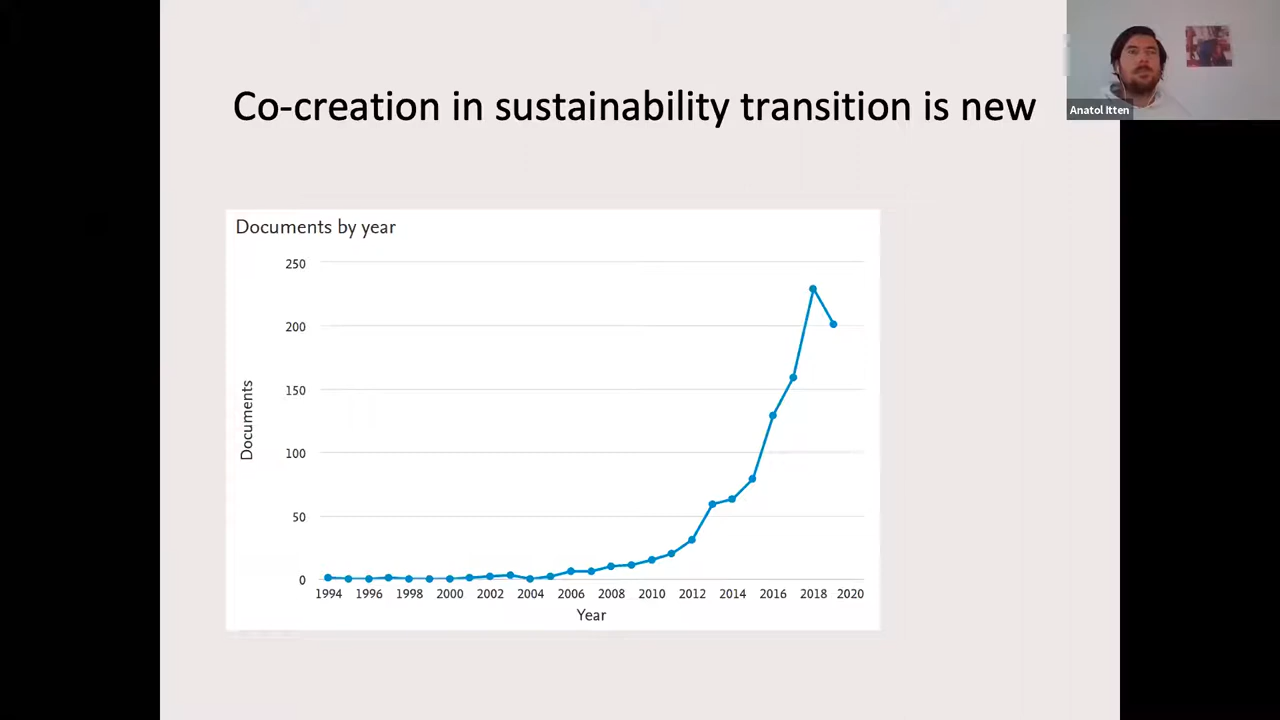 Co-creation in sustainability transition is new
Anatol Itten
Documents by year
250
200
150
100
50
0
Documents
1994 1996 1998 2000 2002 2004 2006 2008 2010 2012 2014 2016 2018 2020
Year